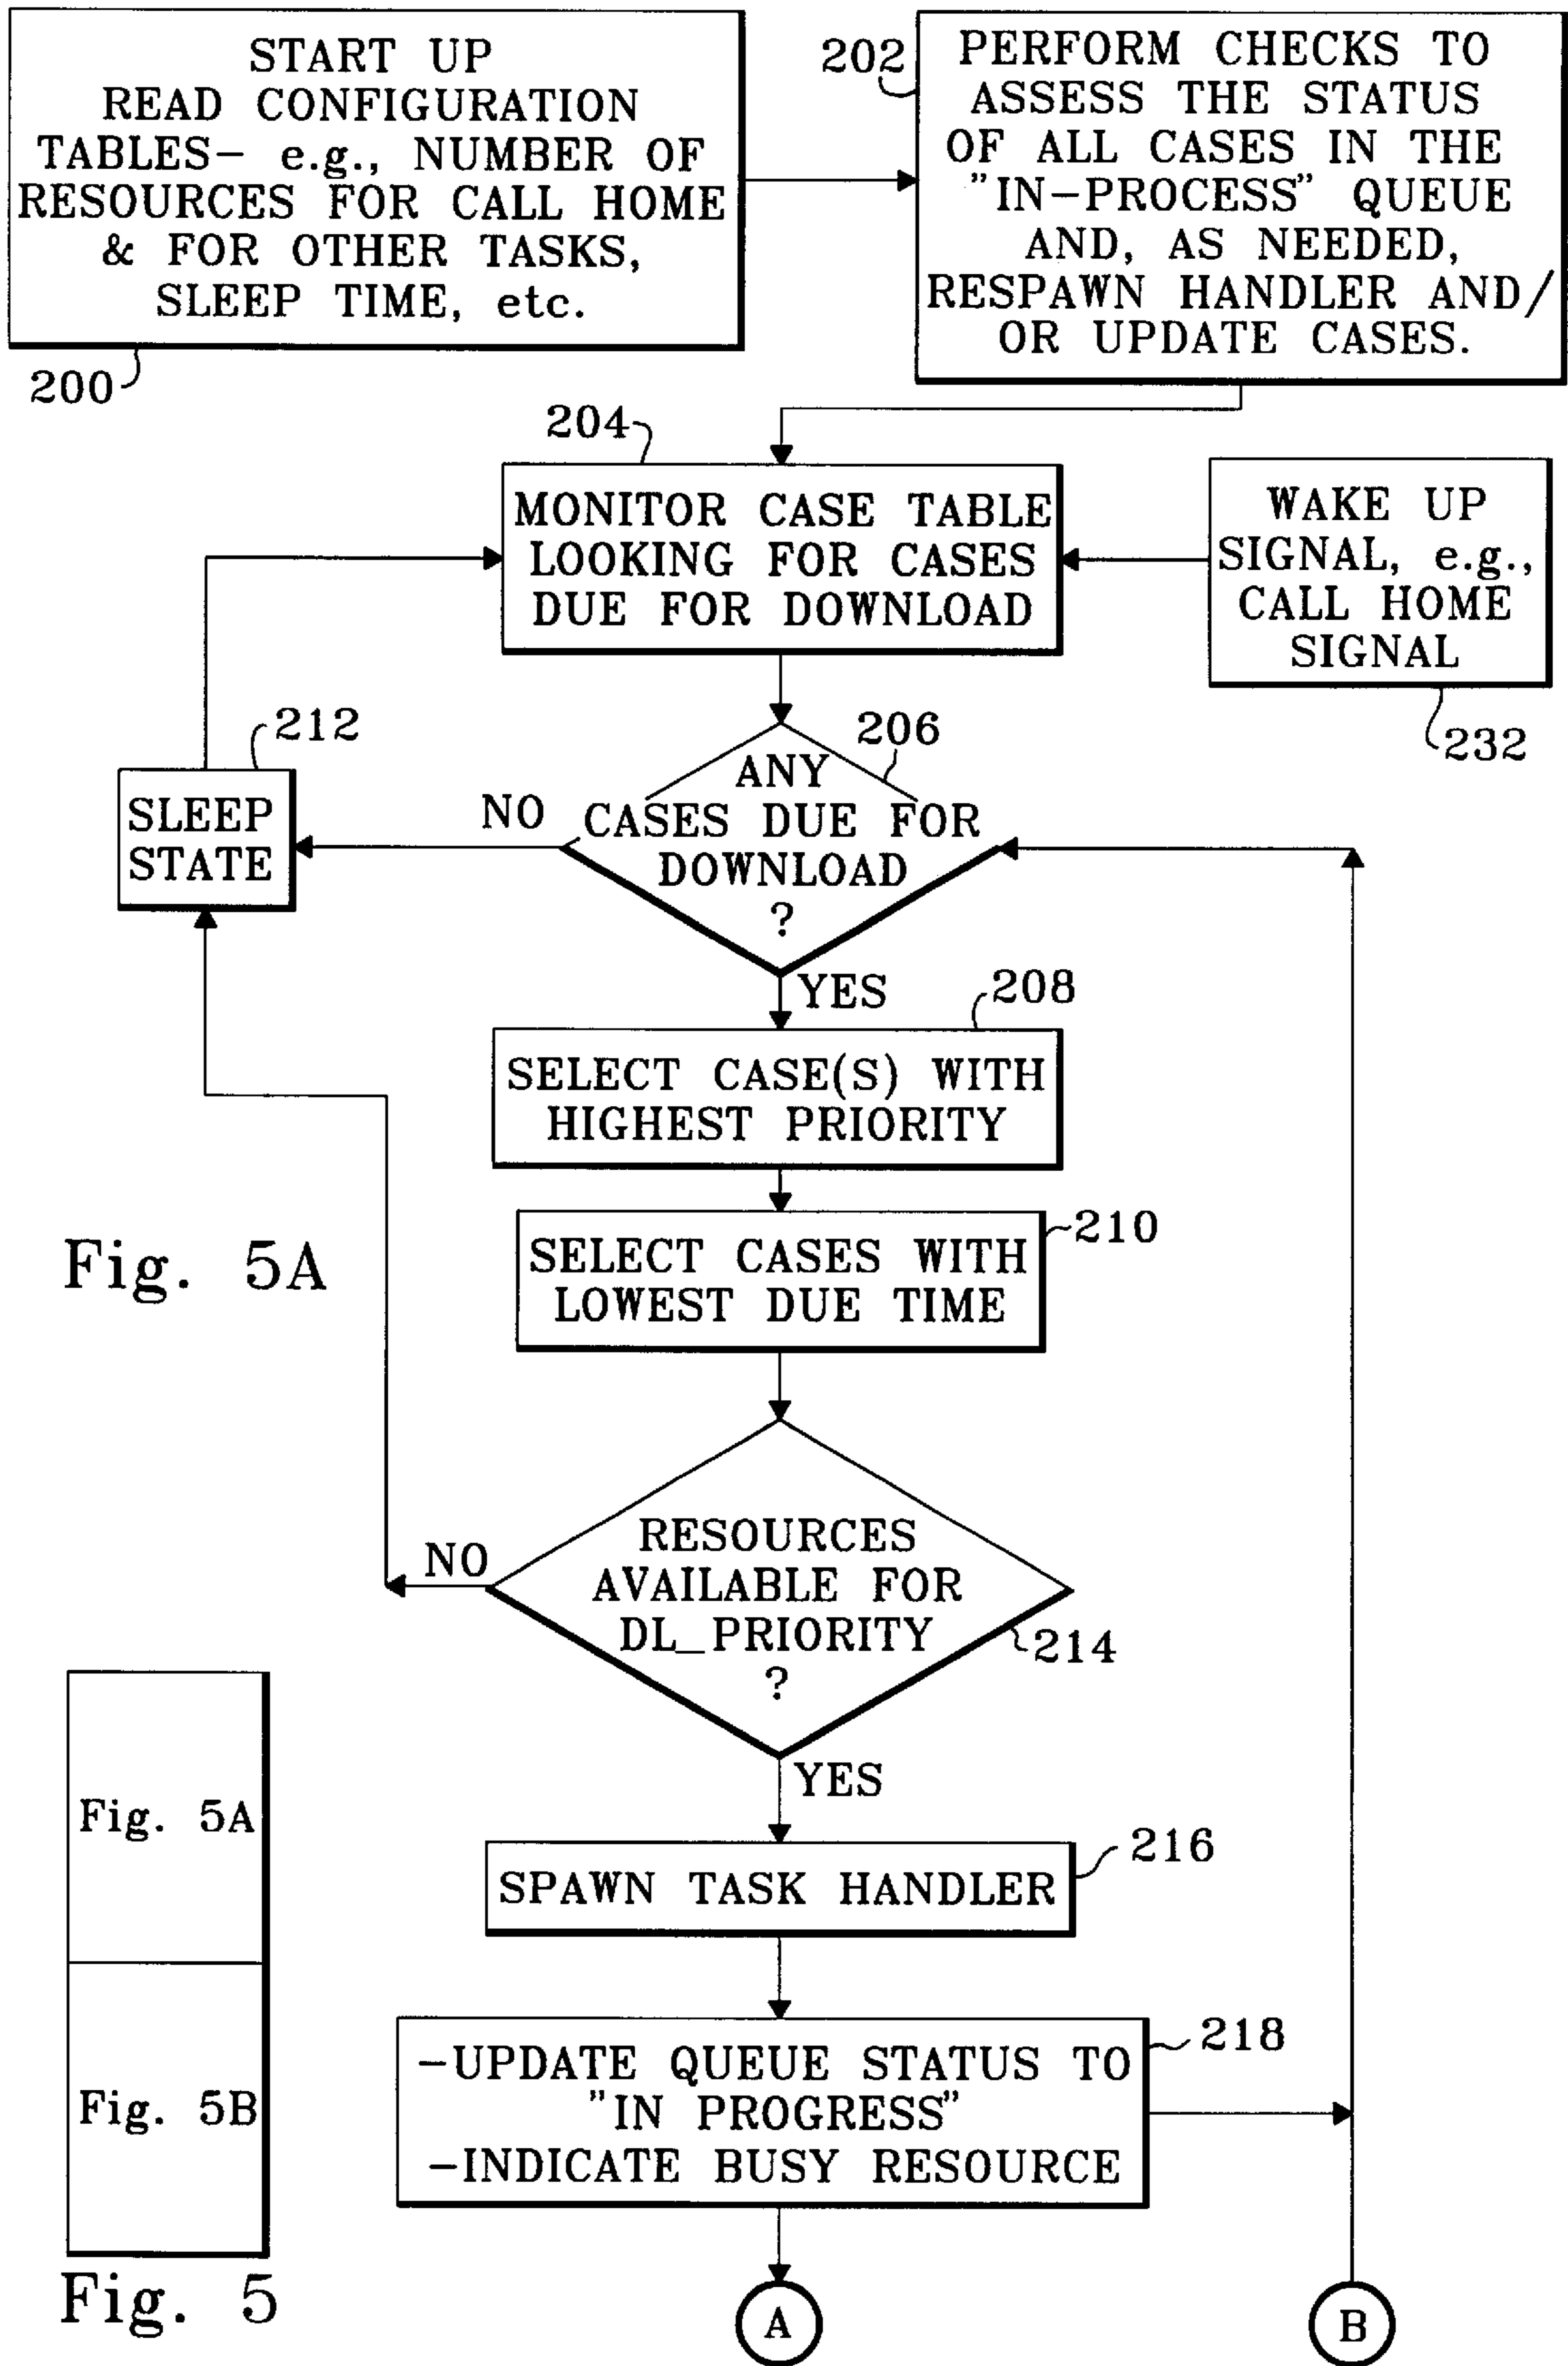 START UP
READ CONFIGURATION
TABLES- e.g., NUMBER OF
RESOURCES FOR CALL HOME
& FOR OTHER TASKS,
SLEEP TIME, etc.
200
202
PERFORM CHECKS TO
ASSESS THE STATUS
OF ALL CASES IN THE
"IN-PROCESS" QUEUE
AND, AS NEEDED,
RESPAWN HANDLER AND/
OR UPDATE CASES.
204
MONITOR CASE TABLE
LOOKING FOR CASES
DUE FOR DOWNLOAD
WAKE UP
SIGNAL, e.g.,
CALL HOME
SIGNAL
232
212
SLEEP
STATE
NO
206
ANY
CASES DUE FOR
DOWNLOAD
?
YES
208
SELECT CASE(S) WITH
HIGHEST PRIORITY
210
SELECT CASES WITH
LOWEST DUE TIME
Fig. 5A
NO
RESOURCES
AVAILABLE FOR
DL_PRIORITY
?
214
YES
216
SPAWN TASK HANDLER
218
-UPDATE QUEUE STATUS TO
"IN PROGRESS"
-INDICATE BUSY RESOURCE
Fig. 5A
Fig. 5B
Fig. 5
A
B